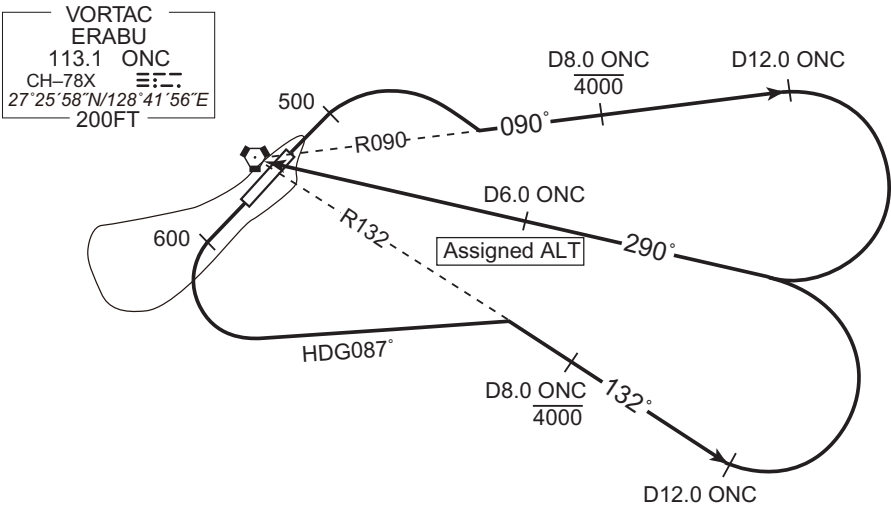 VORTAC
ERABU
113.1 ONC
CH–78X
27°25′58″N/128°41′56″E
200FT
500
D8.0 ONC
4000
D12.0 ONC
R090
090°
D6.0 ONC
Assigned ALT
290°
R132
600
HDG087°
D8.0 ONC
4000
132°
D12.0 ONC